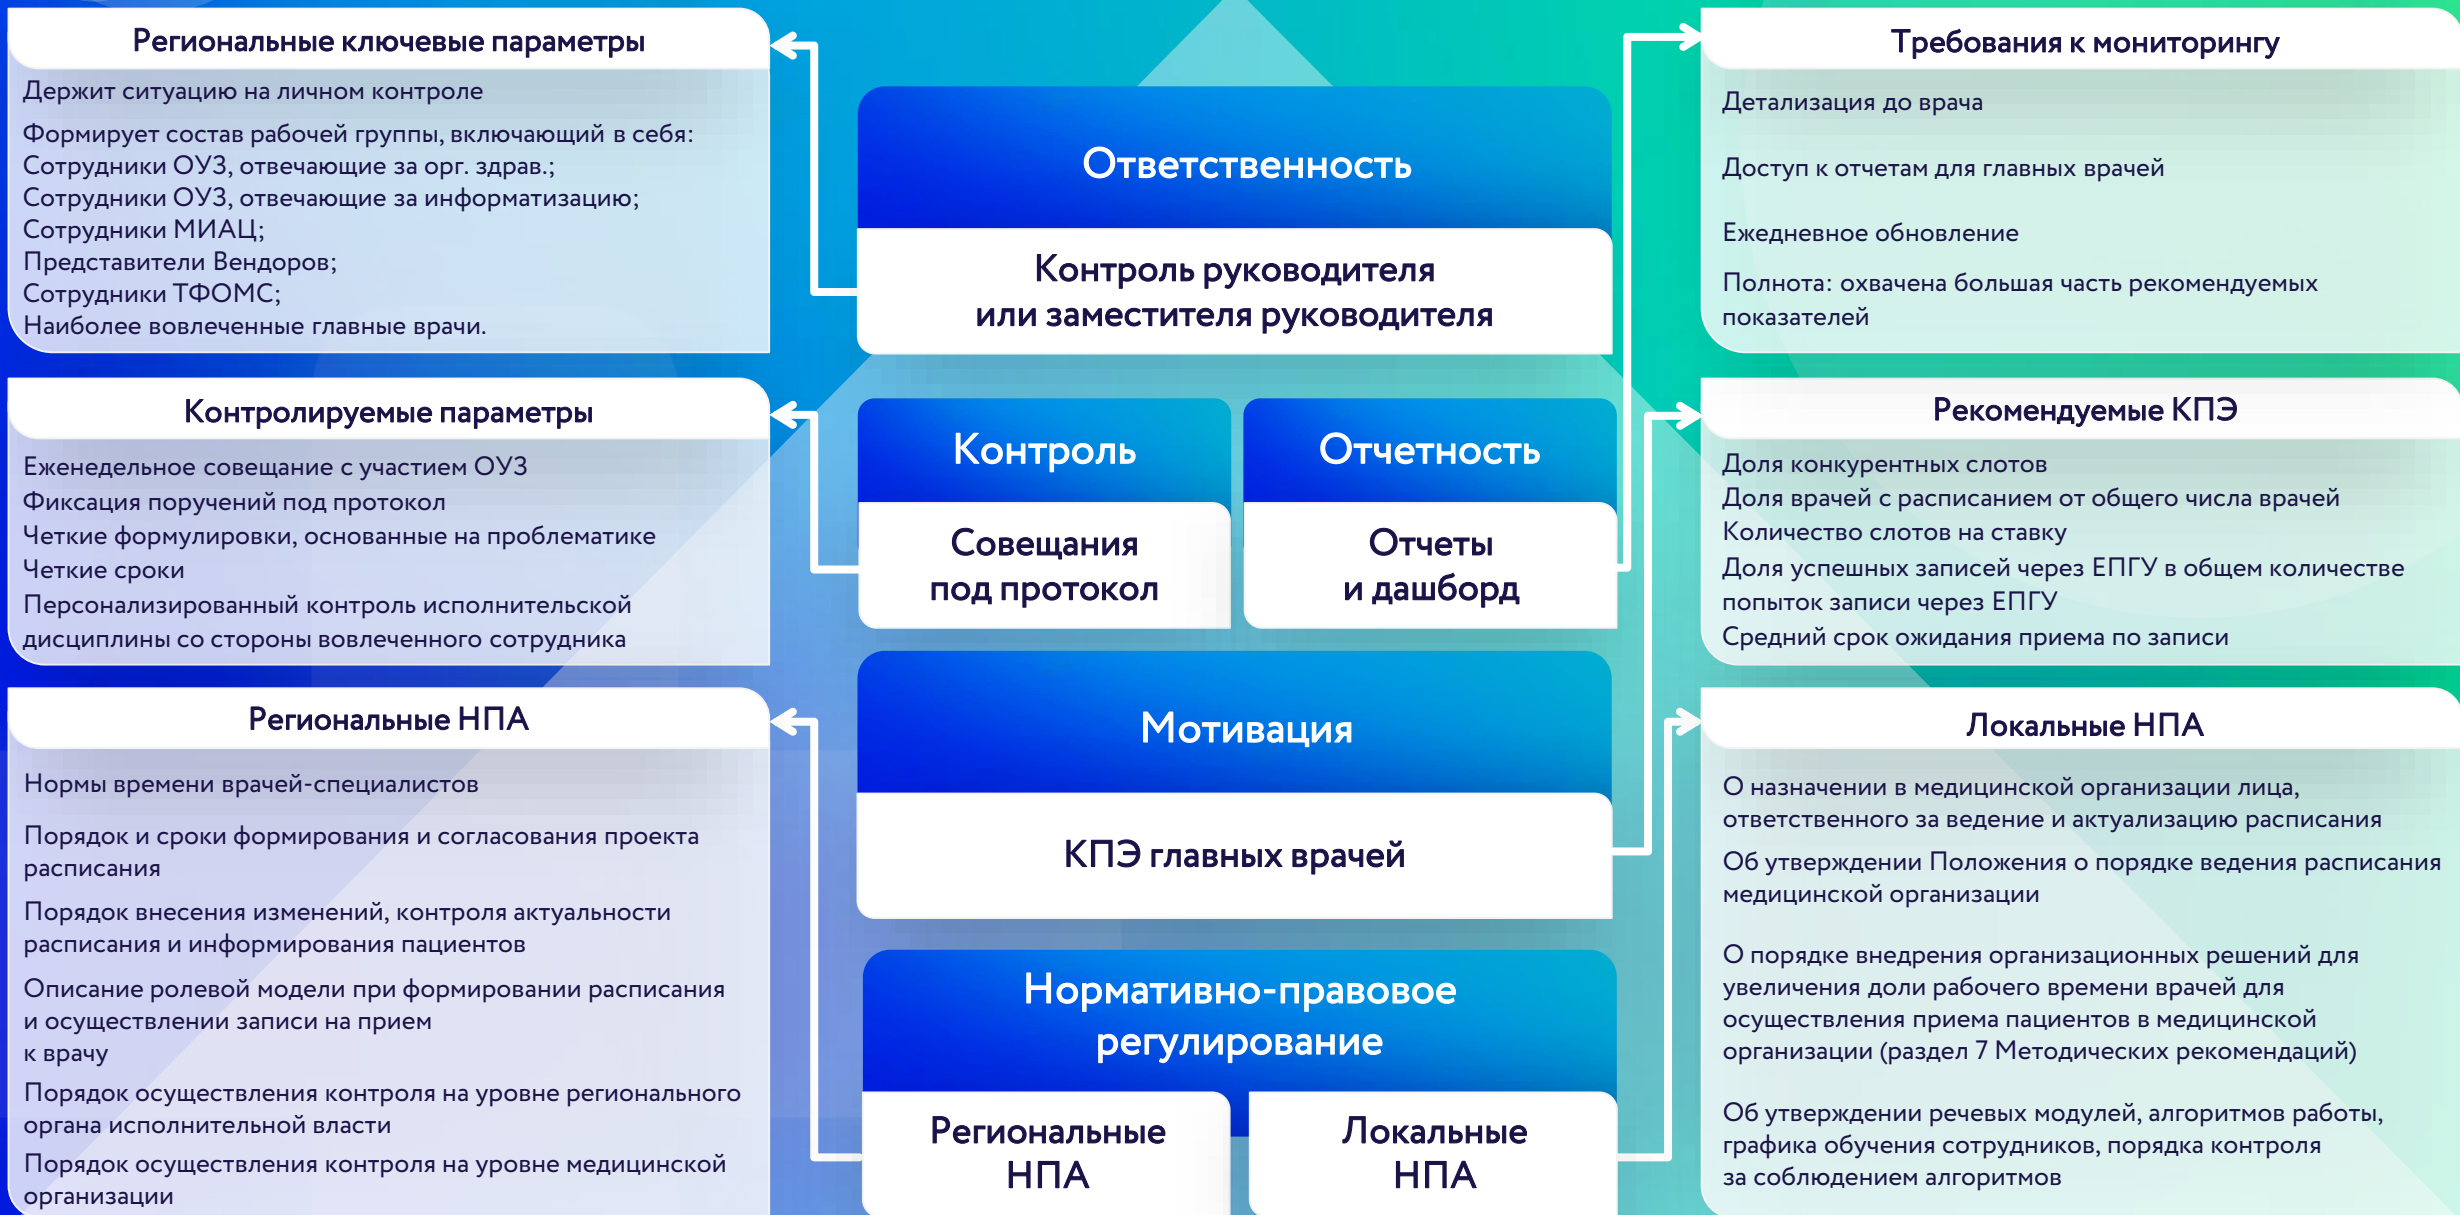 Региональные ключевые параметры
Держит ситуацию на личном контроле
Формирует состав рабочей группы, включающий в себя:
Сотрудники ОУЗ, отвечающие за орг. здрав.;
Сотрудники ОУЗ, отвечающие за информатизацию;
Сотрудники МИАЦ;
Представители Вендоров;
Сотрудники ТФОМС;
Наиболее вовлеченные главные врачи.
Контролируемые параметры
Еженедельное совещание с участием ОУЗ
Фиксация поручений под протокол
Четкие формулировки, основанные на проблематике
Четкие сроки
Персонализированный контроль исполнительской
дисциплины со стороны вовлеченного сотрудника
Региональные НПА
Нормы времени врачей-специалистов
Порядок и сроки формирования и согласования проекта
расписания
Порядок внесения изменений, контроля актуальности
расписания и информирования пациентов
Описание ролевой модели при формировании расписания
и осуществлении записи на прием
к врачу
Порядок осуществления контроля на уровне регионального
органа исполнительной власти
Порядок осуществления контроля на уровне медицинской
организации
Ответственность
Контроль руководителя
или заместителя руководителя
Контроль
Совещания
под протокол
Отчетность
Отчеты
и дашборд
Мотивация
КПЭ главных врачей
Нормативно-правовое
регулирование
Региональные
НПА
Локальные
НПА
Требования к мониторингу
Детализация до врача
Доступ к отчетам для главных врачей
Ежедневное обновление
Полнота: охвачена большая часть рекомендуемых
показателей
Рекомендуемые КПЭ
Доля конкурентных слотов
Доля врачей с расписанием от общего числа врачей
Количество слотов на ставку
Доля успешных записей через ЕПГУ в общем количестве
попыток записи через ЕПГУ
Средний срок ожидания приема по записи
Локальные НПА
О назначении в медицинской организации лица,
ответственного за ведение и актуализацию расписания
Об утверждении Положения о порядке ведения расписания
медицинской организации
О порядке внедрения организационных решений для
увеличения доли рабочего времени врачей для
осуществления приема пациентов в медицинской
организации (раздел 7 Методических рекомендаций)
Об утверждении речевых модулей, алгоритмов работы,
графика обучения сотрудников, порядка контроля
за соблюдением алгоритмов